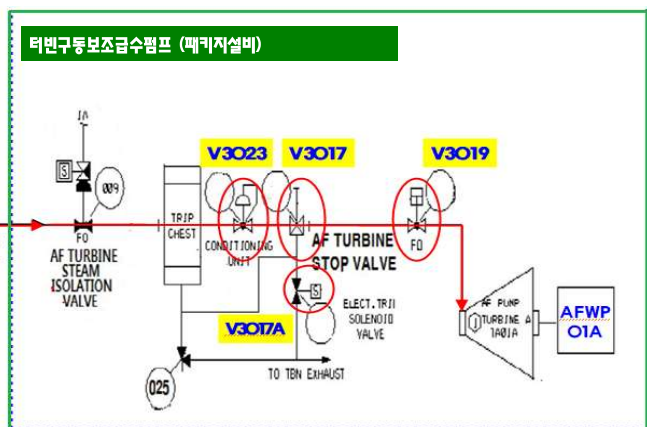 터빈구동보조급수펌프 (패키지설비)
IA
V3023
V3017
V3019
S
009
FO
AF TURBINE
STEAM
ISOLATION
VALVE
TRIP
CHEST
CONDITIONING
UNIT
AF TURBINE
STOP VALVE
FO
S
ELECT.TRIP
SOLENOID
VALVE
V3017A
AF PUMP
TURBINE A
1A01A
AFWP
01A
TO TBN EXHAUST
025